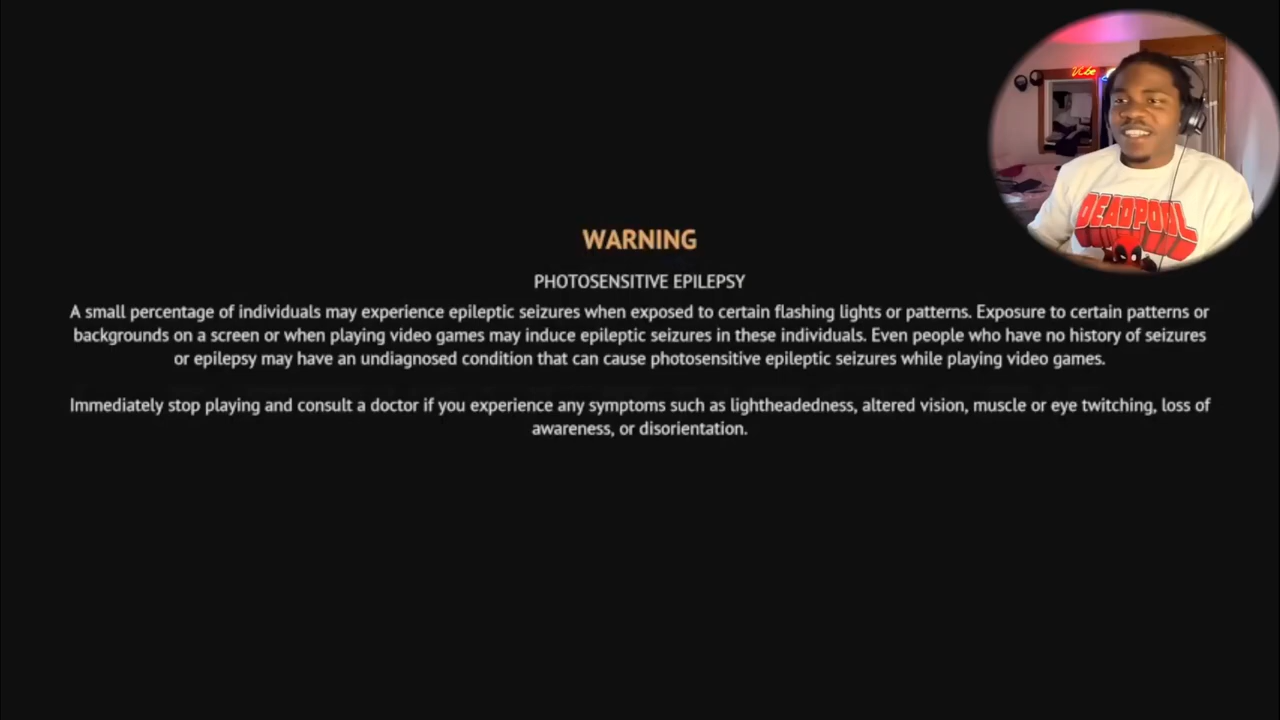 Vibe
DEADPOOL
WARNING
PHOTOSENSITIVE EPILEPSY
A small percentage of individuals may experience epileptic seizures when exposed to certain flashing lights or patterns. Exposure to certain patterns or
backgrounds on a screen or when playing video games may induce epileptic seizures in these individuals. Even people who have no history of seizures
or epilepsy may have an undiagnosed condition that can cause photosensitive epileptic seizures while playing video games.
Immediately stop playing and consult a doctor if you experience any symptoms such as lightheadedness, altered vision, muscle or eye twitching, loss of
awareness, or disorientation.